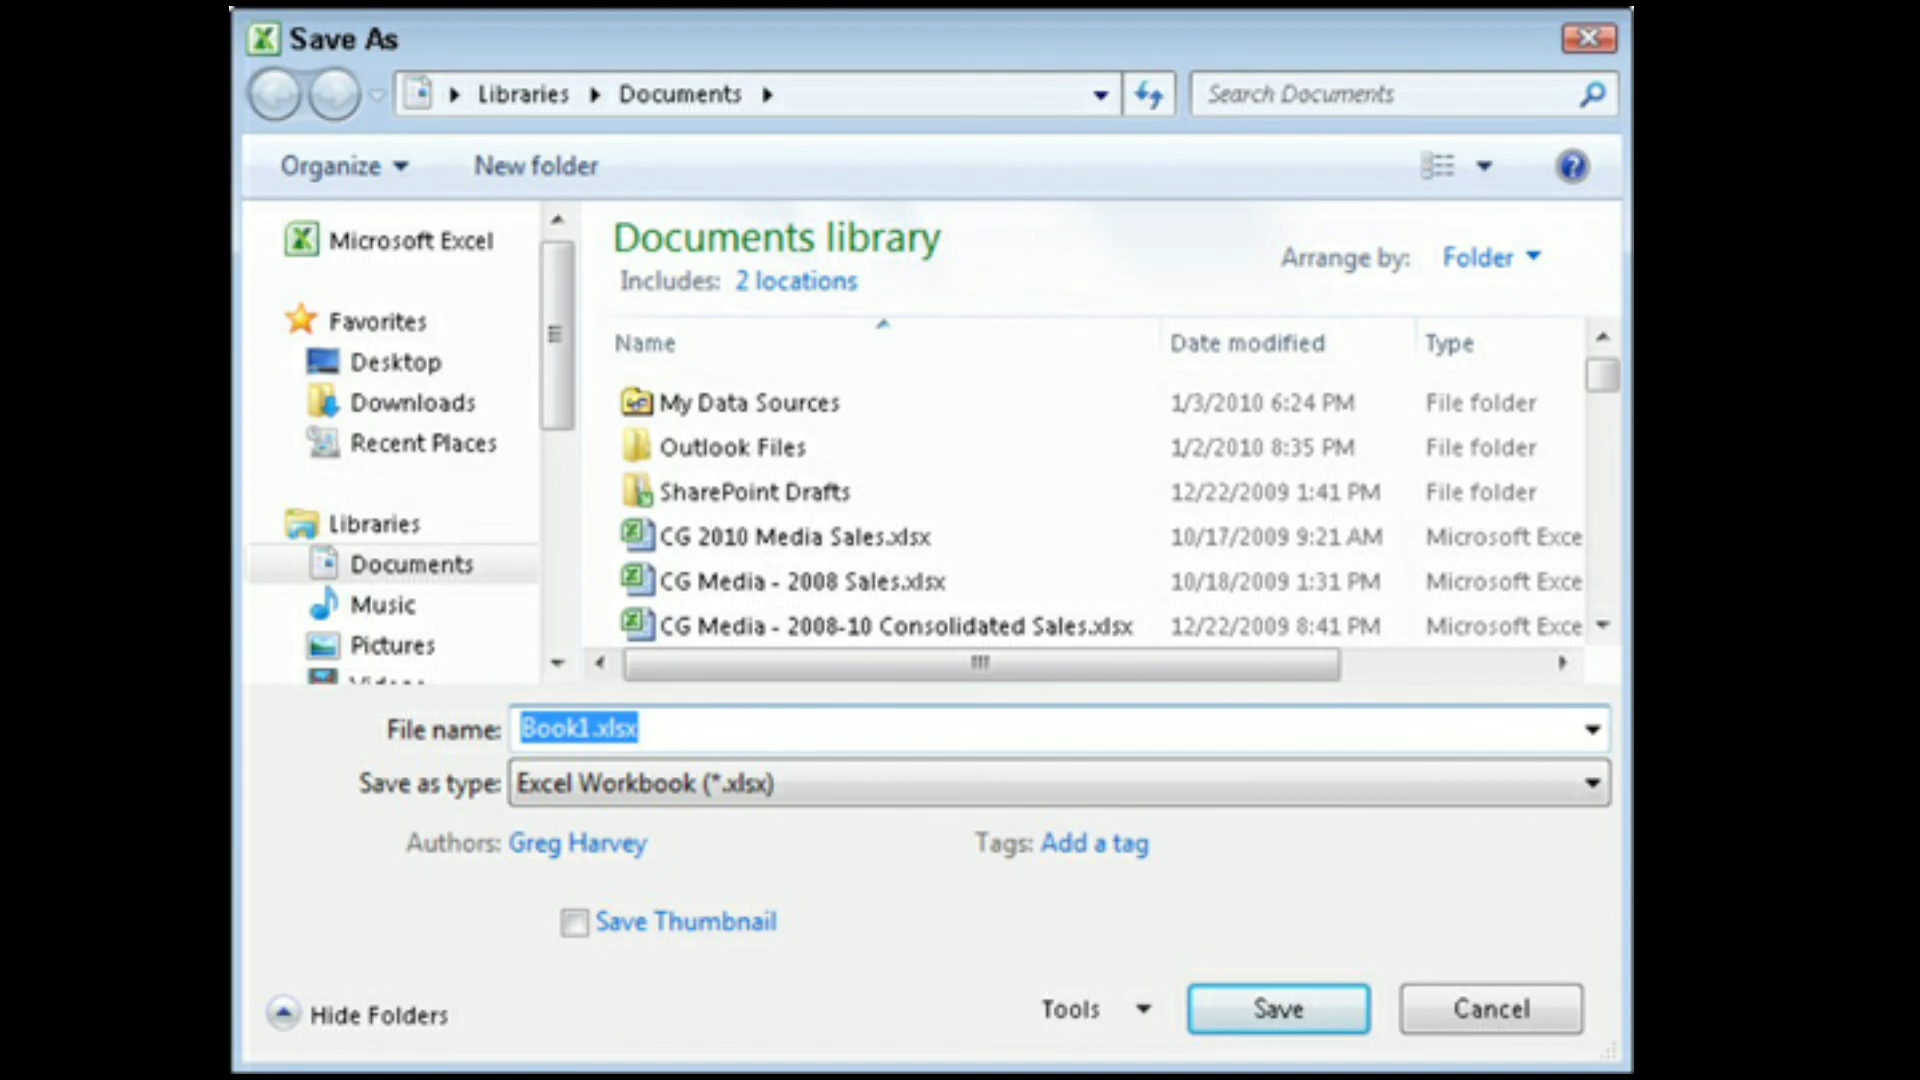 Save As
Libraries Documents
Search Documents
Organize New folder
Microsoft Excel
Favorites
Desktop
Downloads
Recent Places
Libraries
Documents
Music
Pictures
Documents library
Includes: 2 locations
Arrange by: Folder
Name Date modified Type
My Data Sources 1/3/2010 6:24 PM File folder
Outlook Files 1/2/2010 8:35 PM File folder
SharePoint Drafts 12/22/2009 1:41 PM File folder
CG 2010 Media Sales.xlsx 10/17/2009 9:21 AM Microsoft Exce
CG Media - 2008 Sales.xlsx 10/18/2009 1:31 PM Microsoft Exce
CG Media - 2008-10 Consolidated Sales.xlsx 12/22/2009 8:41 PM Microsoft Exce
File name: Book1.xlsx
Save as type: Excel Workbook (*.xlsx)
Authors: Greg Harvey Tags: Add a tag
Save Thumbnail
Hide Folders Tools Save Cancel